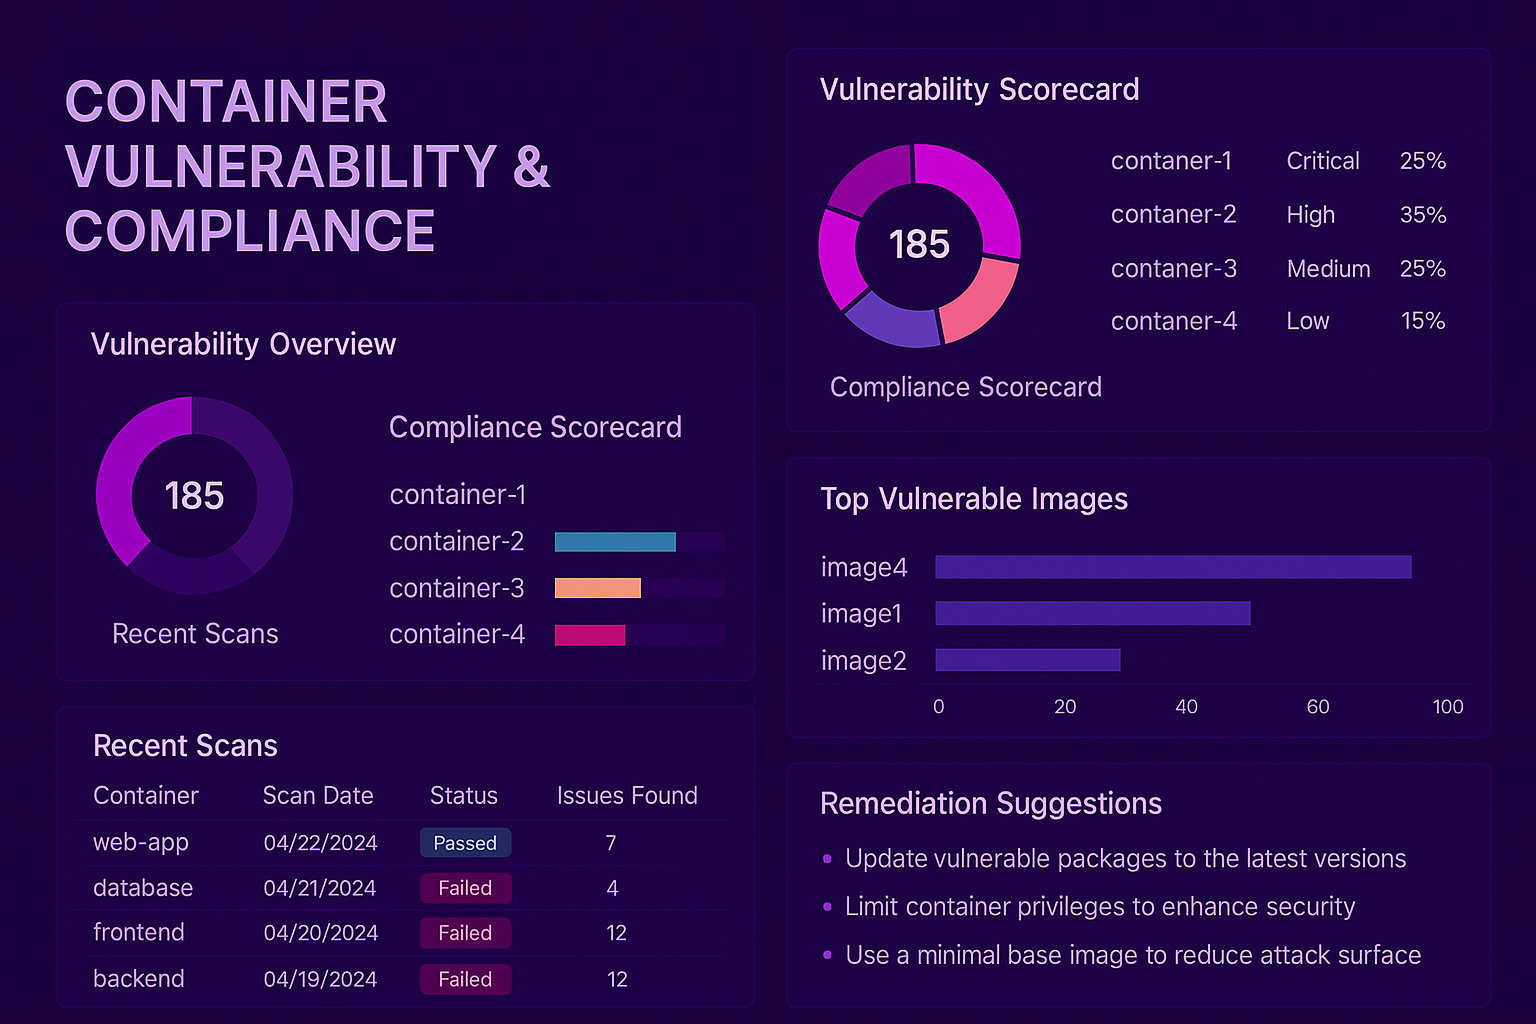 CONTAINER
VULNERABILITY &
COMPLIANCE
Vulnerability Overview
185
Recent Scans
Compliance Scorecard
container-1
container-2
container-3
container-4
Recent Scans
Container Scan Date Status Issues Found
web-app 04/22/2024 Passed 7
database 04/21/2024 Failed 4
frontend 04/20/2024 Failed 12
backend 04/19/2024 Failed 12
Vulnerability Scorecard
185
contaner-1 Critical 25%
contaner-2 High 35%
contaner-3 Medium 25%
contaner-4 Low 15%
Compliance Scorecard
Top Vulnerable Images
image4
image1
image2
0 20 40 60 100
Remediation Suggestions
• Update vulnerable packages to the latest versions
• Limit container privileges to enhance security
• Use a minimal base image to reduce attack surface